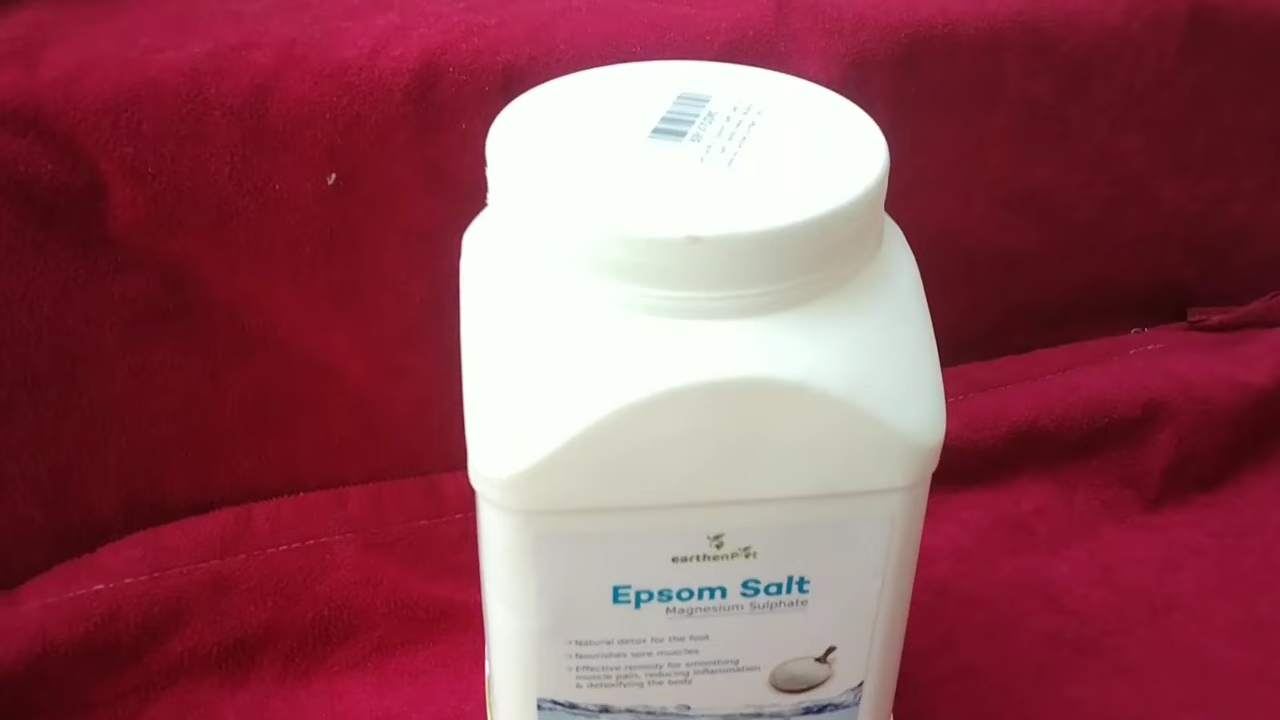 earthenPot
Epsom Salt
Magnesium Sulphate
Natural detox for the foot
Nourishes sore muscles
Effective remedy for smoothing
muscle pain, reducing inflammation
& detoxifying the body